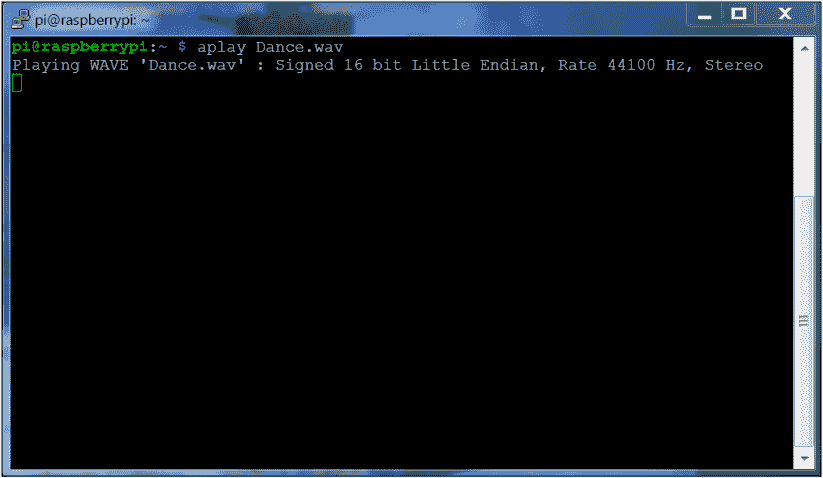 pi@raspberrypi: ~
pi@raspberrypi:~ $ aplay Dance.wav
Playing WAVE 'Dance.wav' : Signed 16 bit Little Endian, Rate 44100 Hz, Stereo